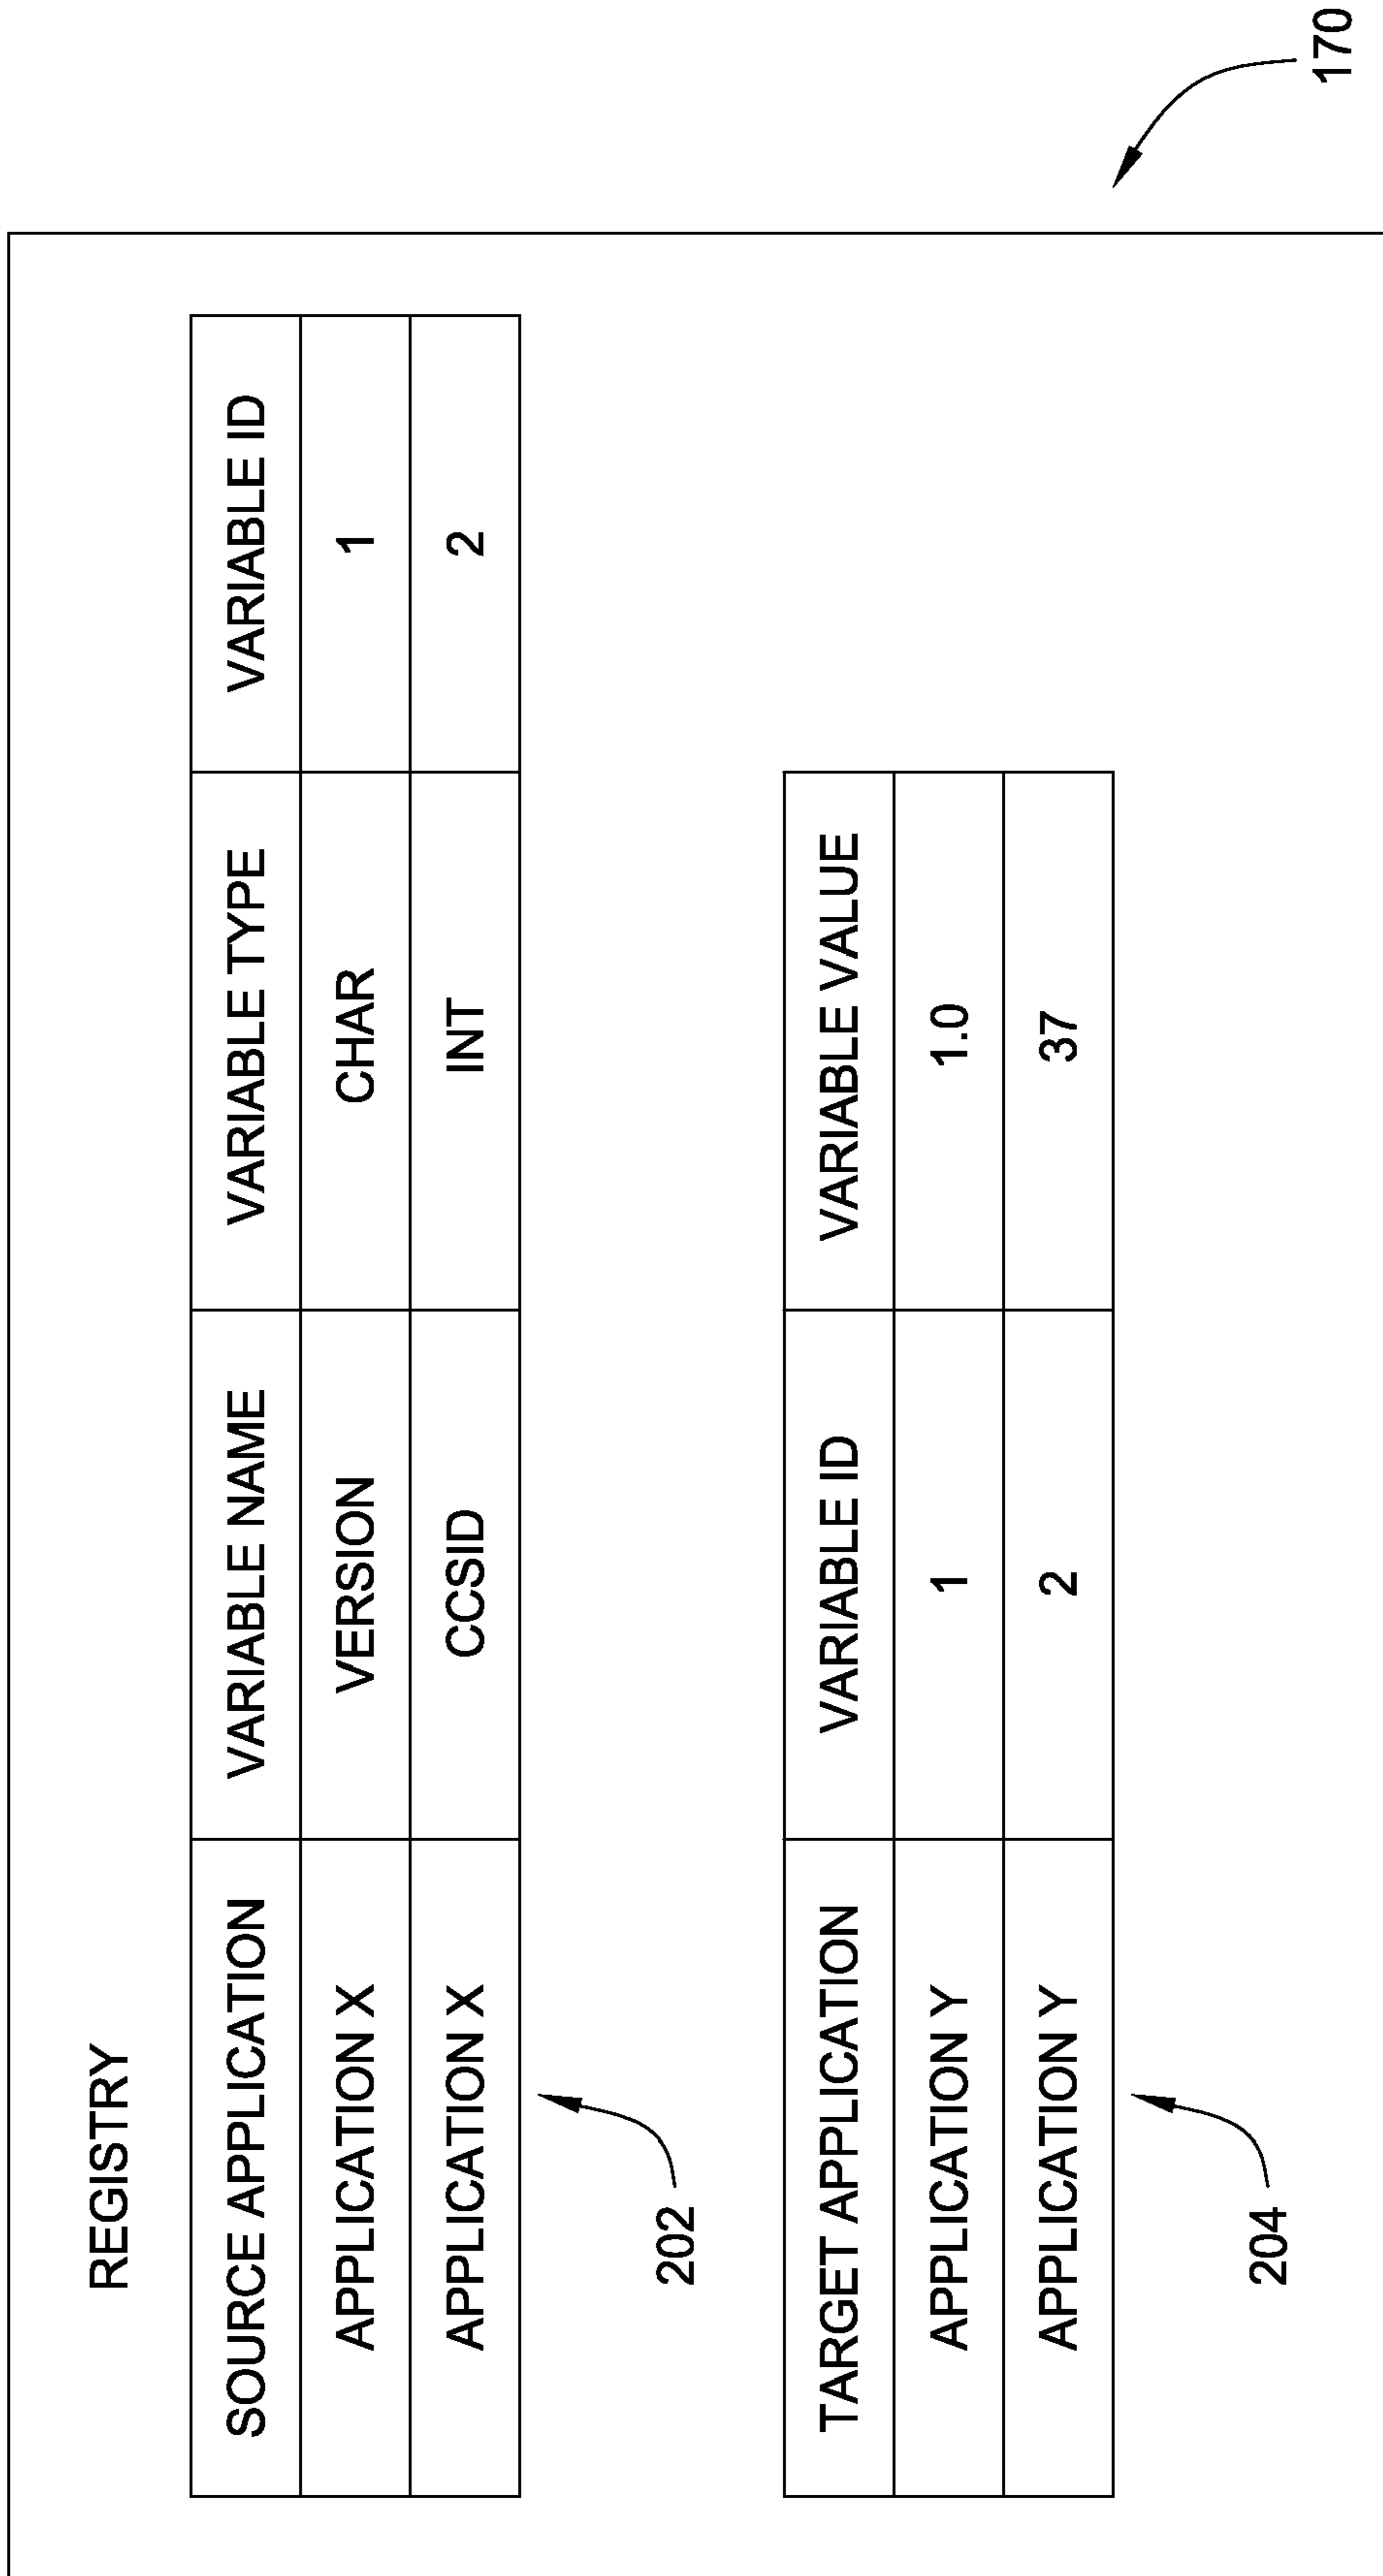 REGISTRY
SOURCE APPLICATION VARIABLE NAME VARIABLE TYPE VARIABLE ID
APPLICATION X VERSION CHAR 1
APPLICATION X CCSID INT 2
202
TARGET APPLICATION VARIABLE ID VARIABLE VALUE
APPLICATION Y 1 1.0
APPLICATION Y 2 37
204
170